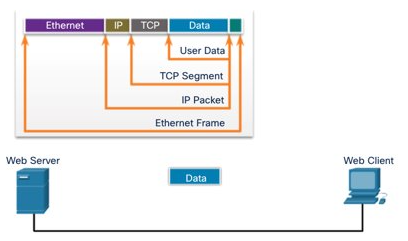 Ethernet IP TCP Data
User Data
TCP Segment
IP Packet
Ethernet Frame
Web Server Web Client
Data